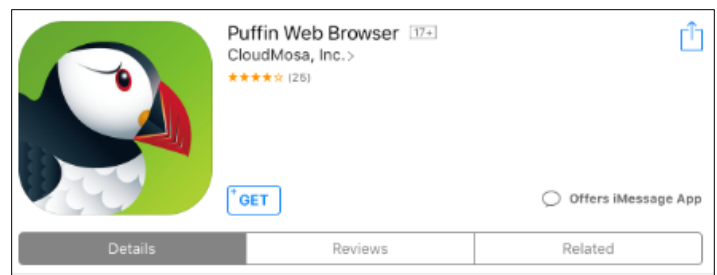 Puffin Web Browser 17+
CloudMosa, Inc.>
★★★★☆ (25)
+GET
Offers iMessage App
Details Reviews Related